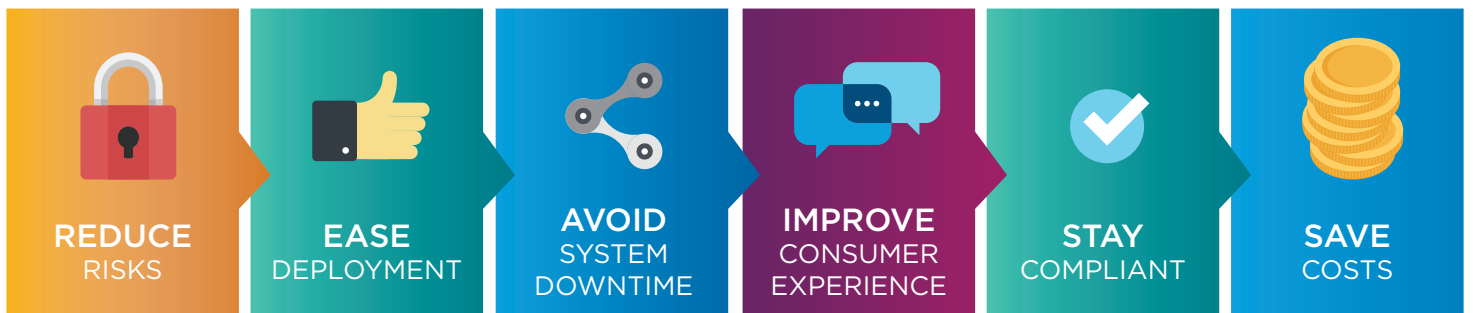 REDUCE
RISKS
EASE
DEPLOYMENT
AVOID
SYSTEM
DOWNTIME
IMPROVE
CONSUMER
EXPERIENCE
STAY
COMPLIANT
SAVE
COSTS